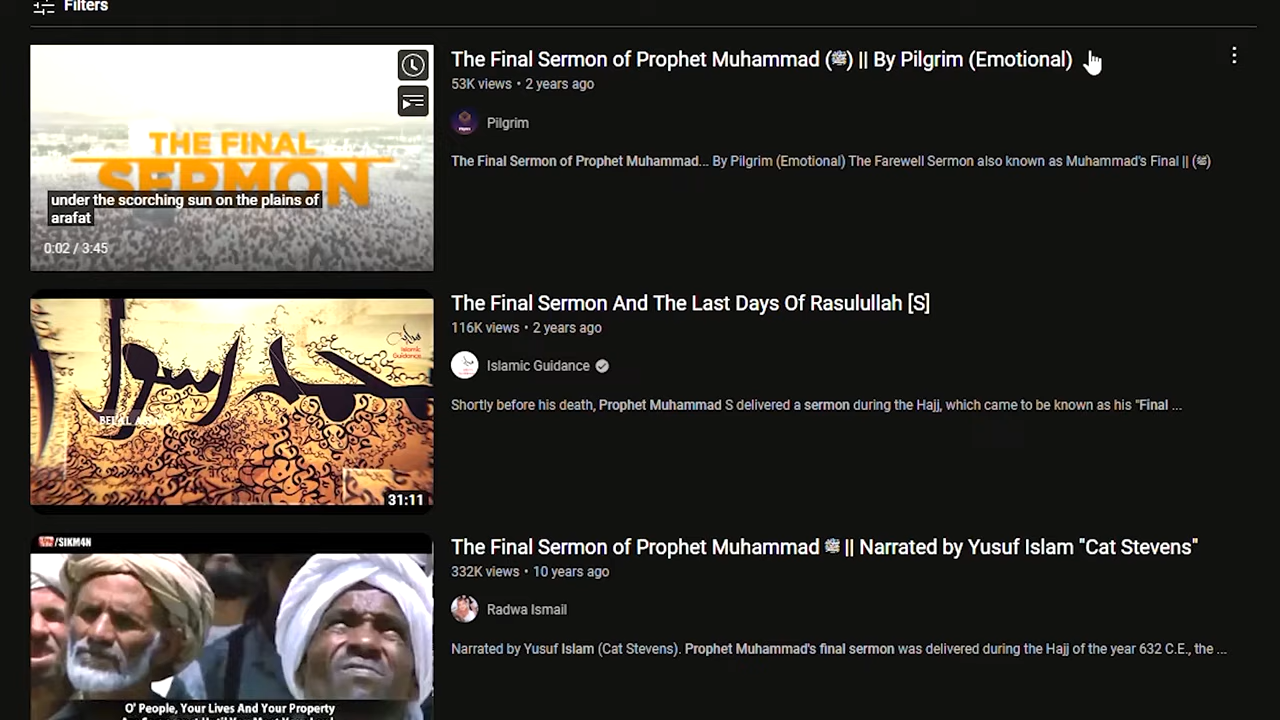 Filters
The Final Sermon of Prophet Muhammad (ﷺ) || By Pilgrim (Emotional)
53K views • 2 years ago
Pilgrim
The Final Sermon of Prophet Muhammad... By Pilgrim (Emotional) The Farewell Sermon also known as Muhammad's Final || (ﷺ)
THE FINAL
SERMON
under the scorching sun on the plains of
arafat
0:02 / 3:45
The Final Sermon And The Last Days Of Rasulullah [S]
116K views • 2 years ago
Islamic Guidance
Shortly before his death, Prophet Muhammad S delivered a sermon during the Hajj, which came to be known as his "Final ...
Islamic
Guidance
31:11
/SIKM4N
The Final Sermon of Prophet Muhammad ﷺ || Narrated by Yusuf Islam "Cat Stevens"
332K views • 10 years ago
Radwa Ismail
Narrated by Yusuf Islam (Cat Stevens). Prophet Muhammad's final sermon was delivered during the Hajj of the year 632 C.E., the ...
O' People, Your Lives And Your Property